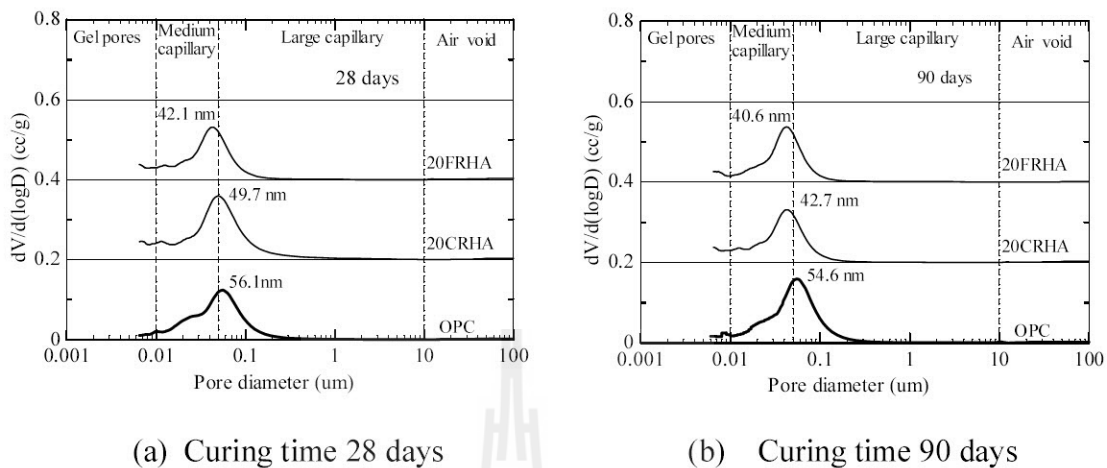 Gel pores
Medium
capillary
Large capillary
Air void
28 days
0.8
0.6
0.4
0.2
0
dV/d(logD) (cc/g)
42.1 nm
20FRHA
49.7 nm
20CRHA
56.1nm
OPC
0.001 0.01 0.1 1 10 100
Pore diameter (um)
(a) Curing time 28 days
Gel pores
Medium
capillary
Large capillary
Air void
90 days
0.8
0.6
0.4
0.2
0
dV/d(logD) (cc/g)
40.6 nm
20FRHA
42.7 nm
20CRHA
54.6 nm
OPC
0.001 0.01 0.1 1 10 100
Pore diameter (um)
(b) Curing time 90 days